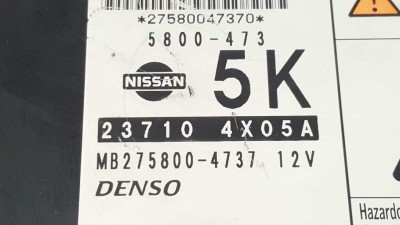 *27580047370*
5800-473
NISSAN
5K
23710 4X05A
MB275800-4737 12V
DENSO
Hazardo